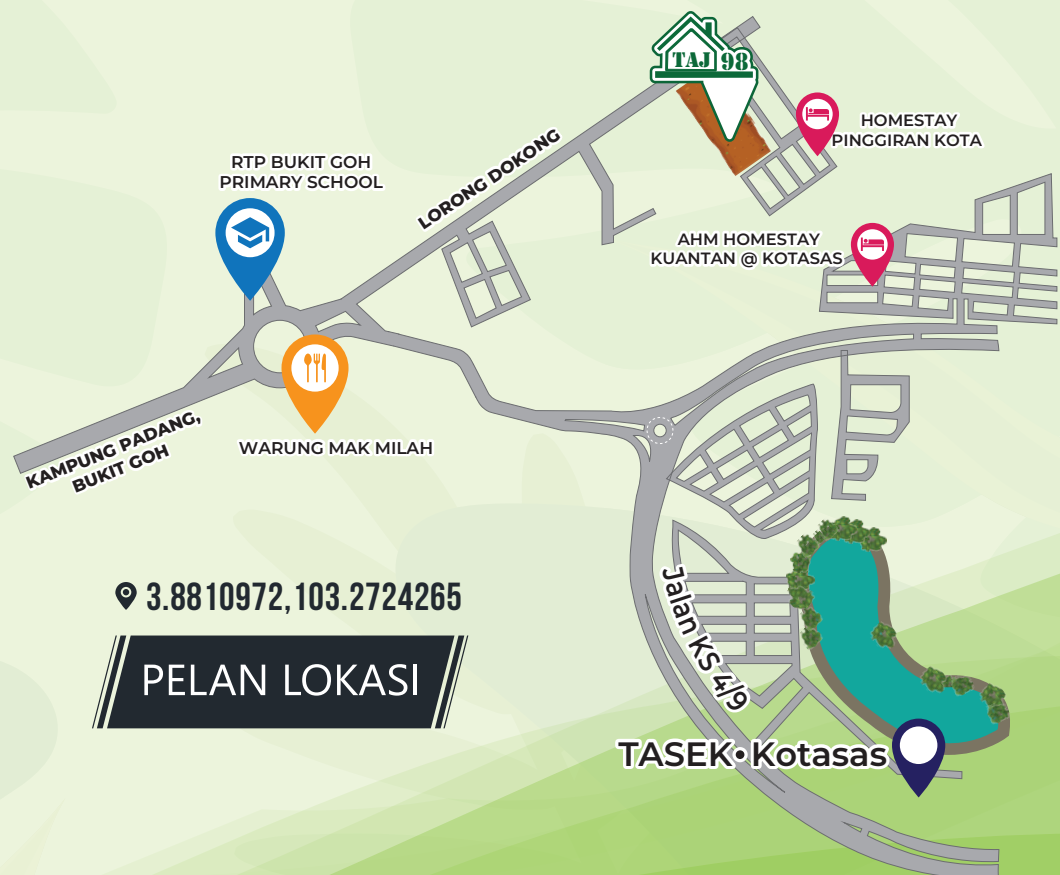 TAJ 98
HOMESTAY
PINGGIRAN KOTA
LORONG DOKONG
RTP BUKIT GOH
PRIMARY SCHOOL
AHM HOMESTAY
KUANTAN @ KOTASAS
KAMPUNG PADANG,
BUKIT GOH
WARUNG MAK MILAH
3.8810972,103.2724265
PELAN LOKASI
Jalan KS 4/9
TASEK•Kotasas